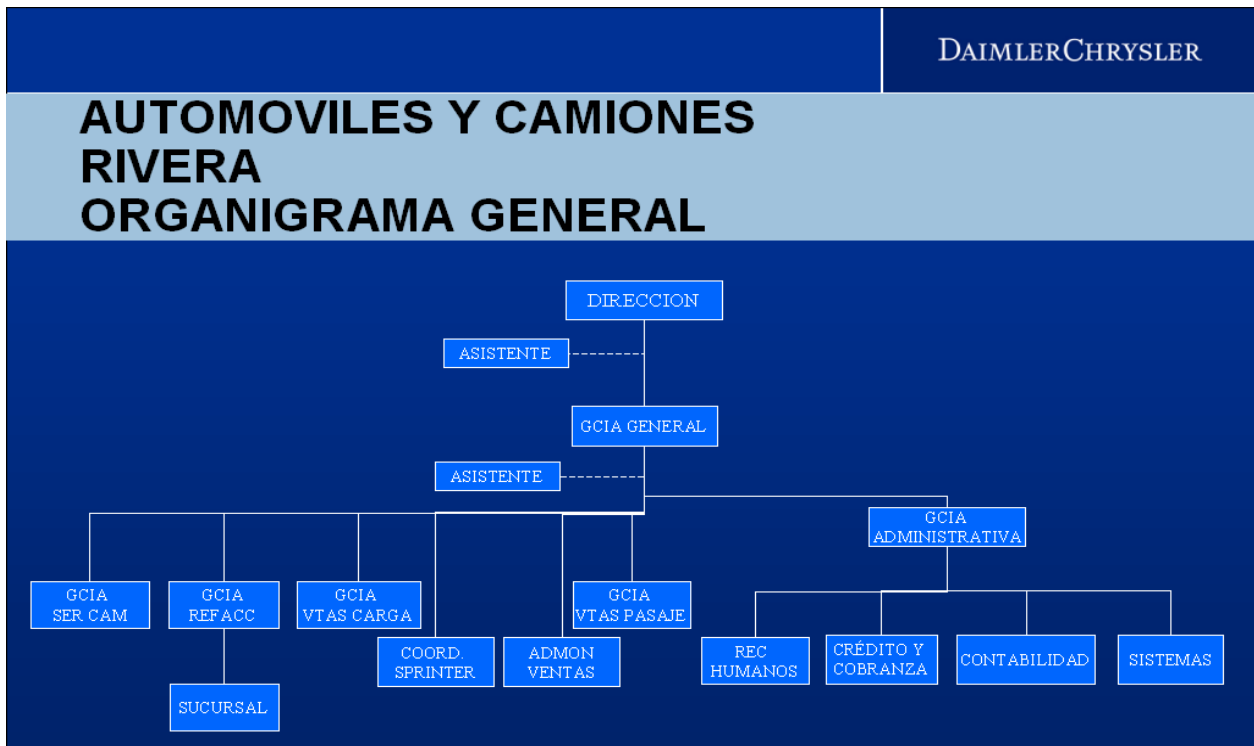 DAIMLERCHRYSLER
AUTOMOVILES Y CAMIONES
RIVERA
ORGANIGRAMA GENERAL
DIRECCION
ASISTENTE
GCIA GENERAL
ASISTENTE
GCIA
ADMINISTRATIVA
GCIA
SER CAM
GCIA
REFACC
GCIA
VTAS CARGA
GCIA
VTAS PASAJE
COORD.
SPRINTER
ADMON
VENTAS
REC
HUMANOS
CRÉDITO Y
COBRANZA
CONTABILIDAD
SISTEMAS
SUCURSAL